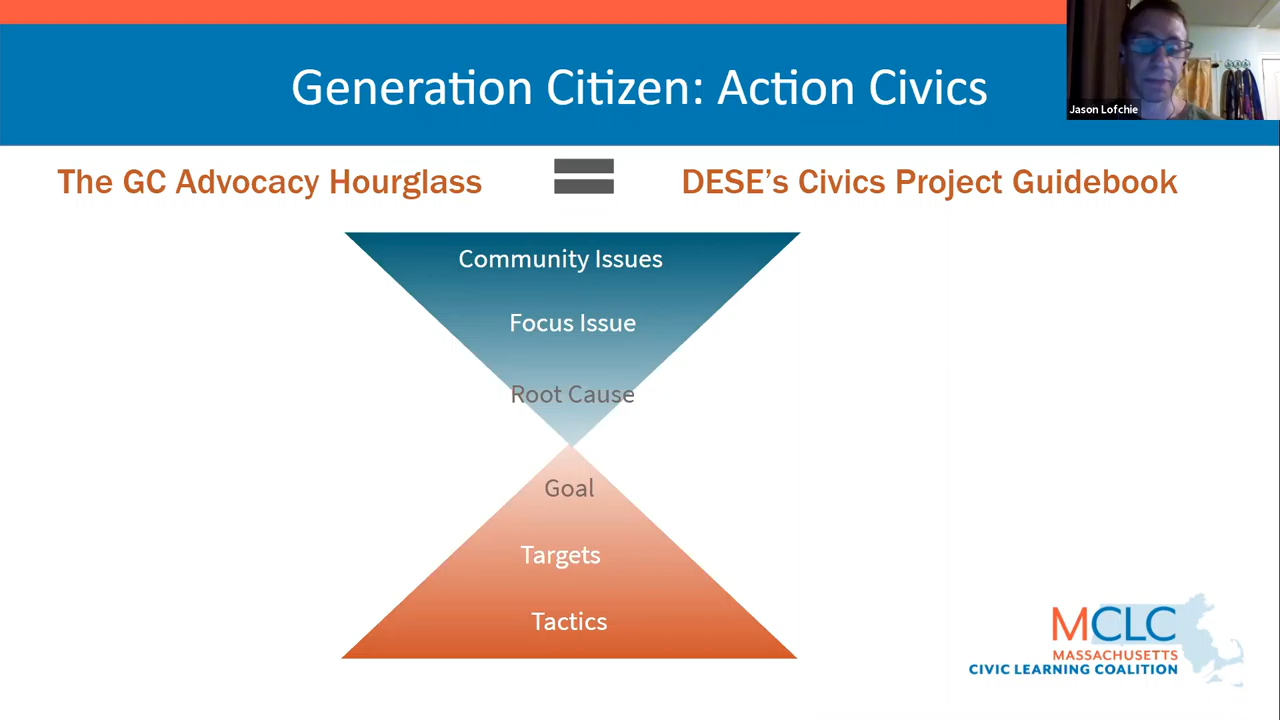 Generation Citizen: Action Civics
Jason Lofchie
The GC Advocacy Hourglass
=
DESE's Civics Project Guidebook
Community Issues
Focus Issue
Root Cause
Goal
Targets
Tactics
MCLC
MASSACHUSETTS
CIVIC LEARNING COALITION